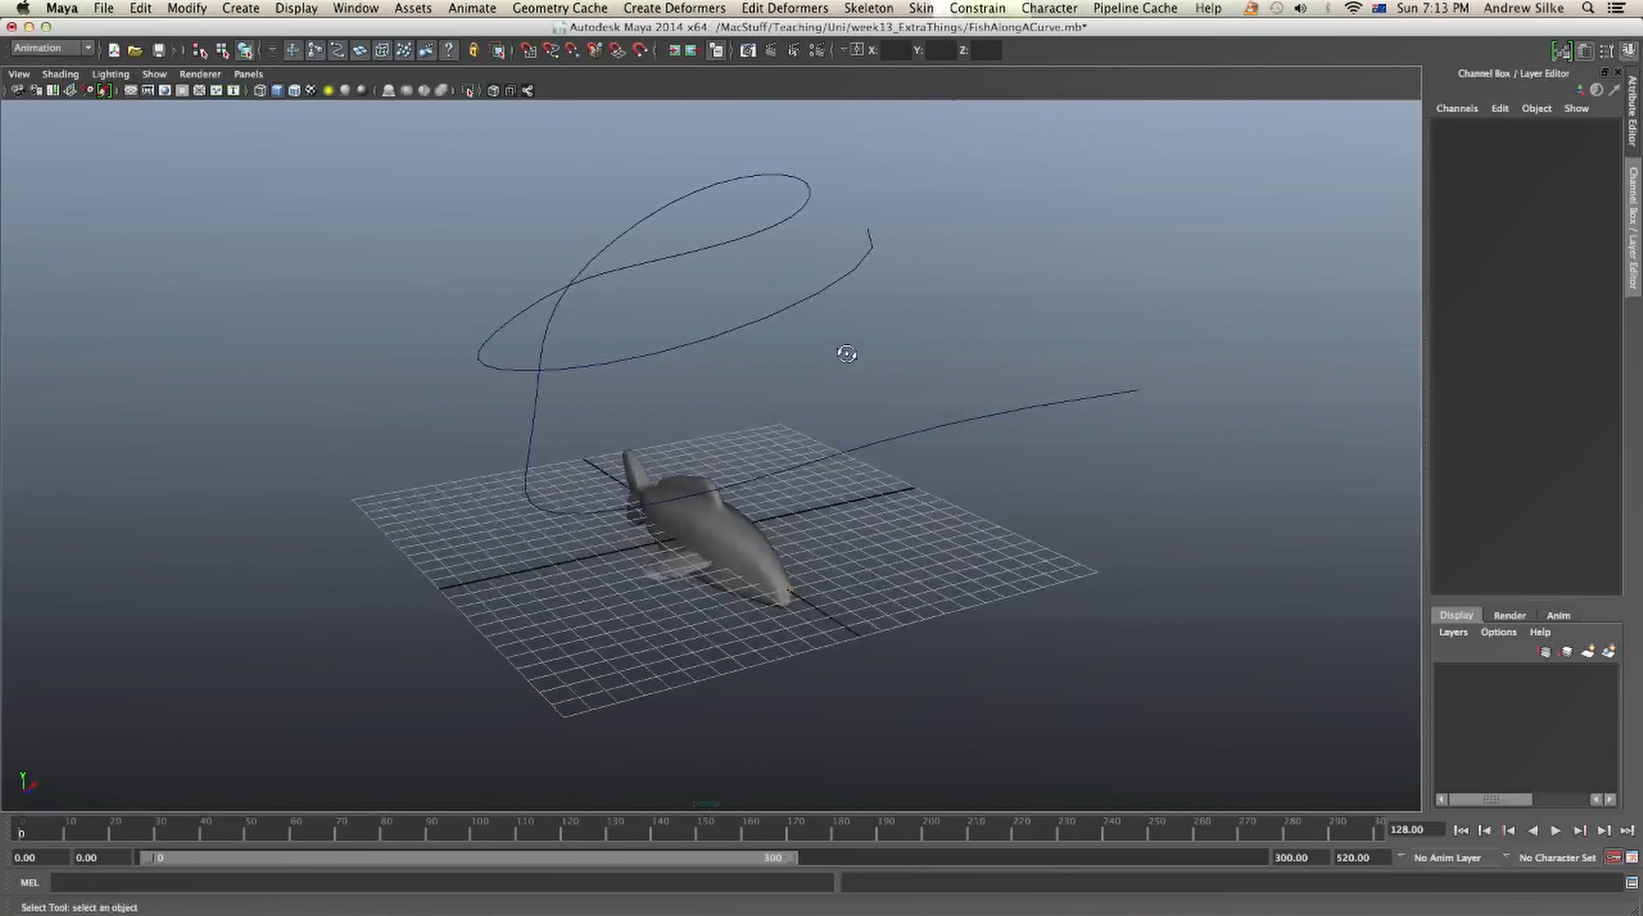 Maya File Edit Modify Create Display Window Assets Animate Geometry Cache Create Deformers Edit Deformers Skeleton Skin Constrain Character Pipeline Cache Help Sun 7:13 PM Andrew Silke
Autodesk Maya 2014 x64: /MacStuff/Teaching/Uni/week13_ExtraThings/FishAlongACurve.mb*
Animation X: Y: Z:
View Shading Lighting Show Renderer Panels
Channel Box / Layer Editor
Channels Edit Object Show
Attribute Editor
Channel Box / Layer Editor
Display Render Anim
Layers Options Help
Y
persp
0 10 20 30 40 50 60 70 80 90 100 110 120 130 140 150 160 170 180 190 200 210 220 230 240 250 260 270 280 290 30
0 128.00
0.00 0.00 0 300 300.00 520.00 No Anim Layer No Character Set
MEL
Select Tool: select an object